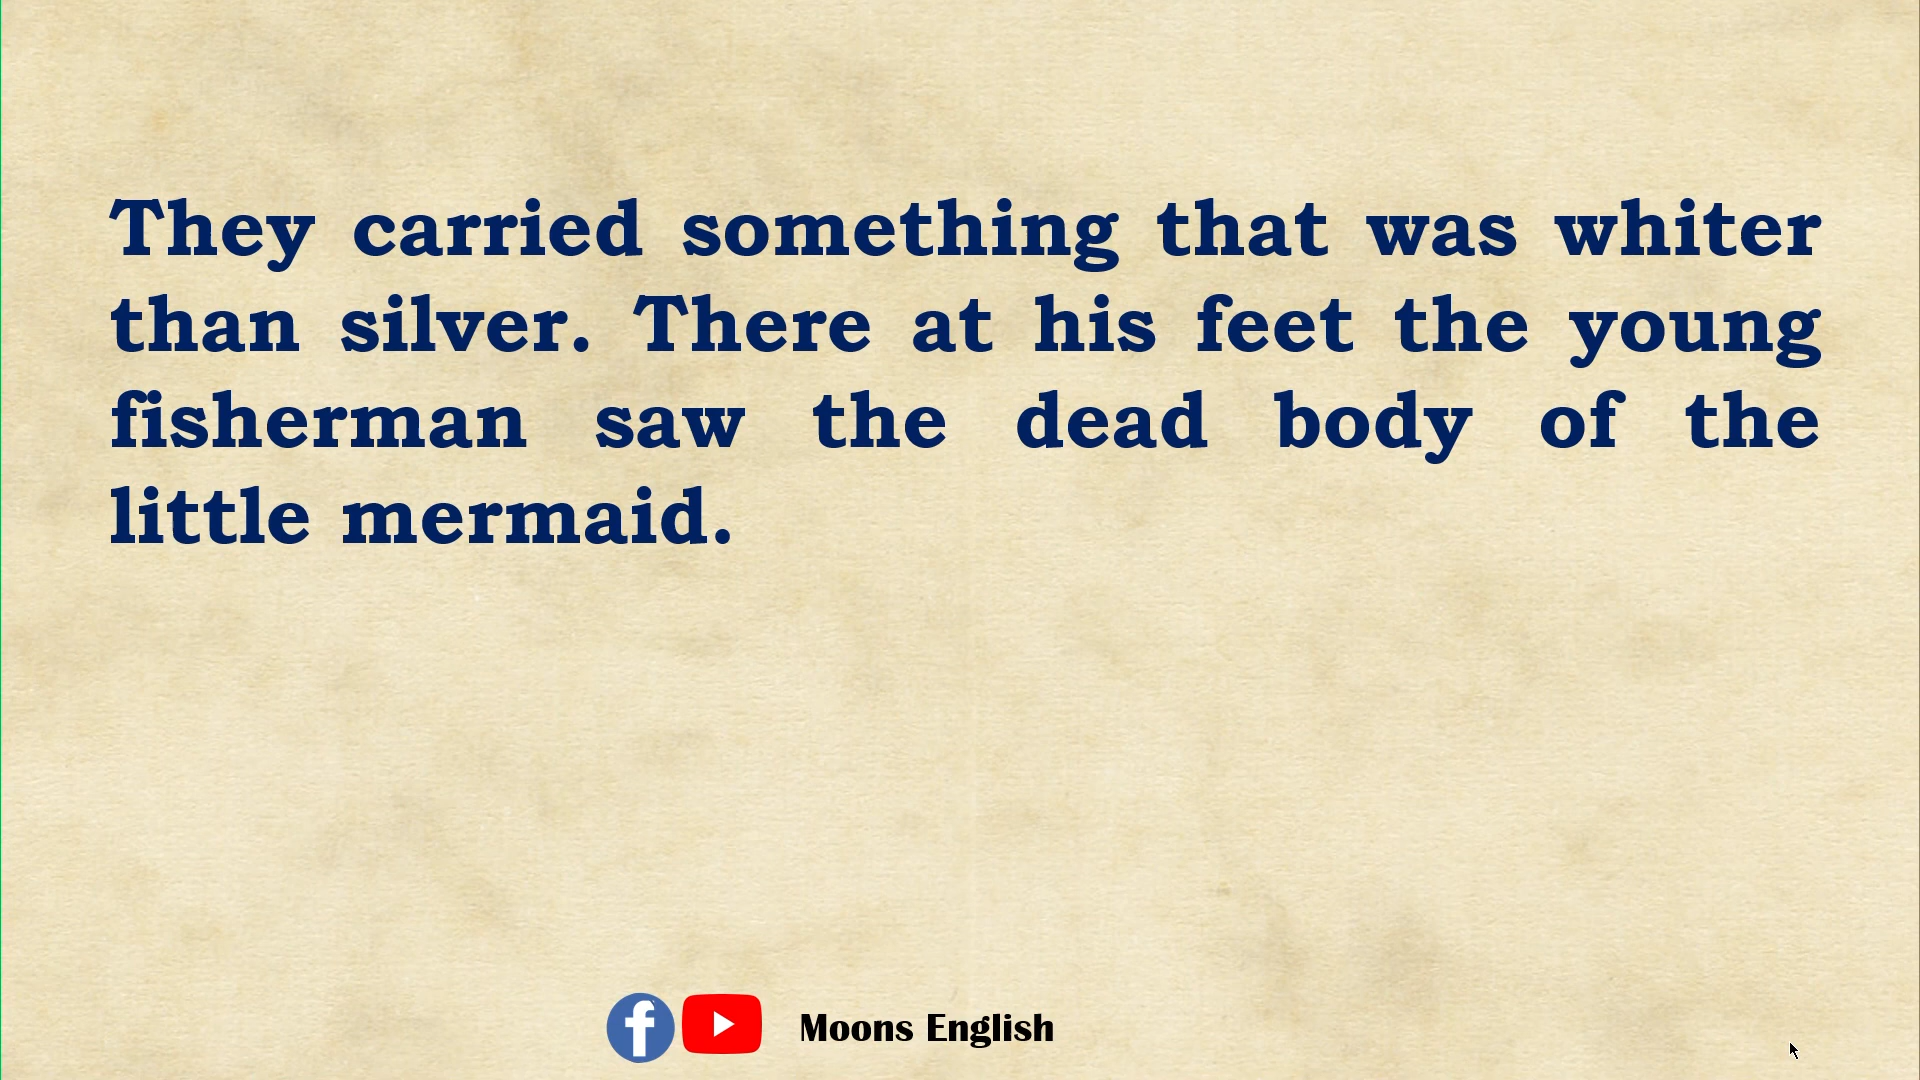 They carried something that was whiter
than silver. There at his feet the young
fisherman saw the dead body of the
little mermaid.
Moons English